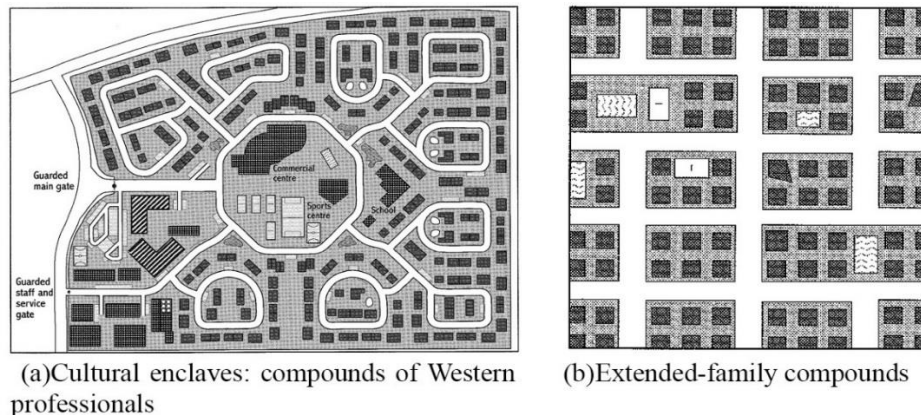 Guarded
main gate
Commercial
centre
Sports
centre
School
Guarded
staff and
service
gate
(a)Cultural enclaves: compounds of Western
professionals
(b)Extended-family compounds